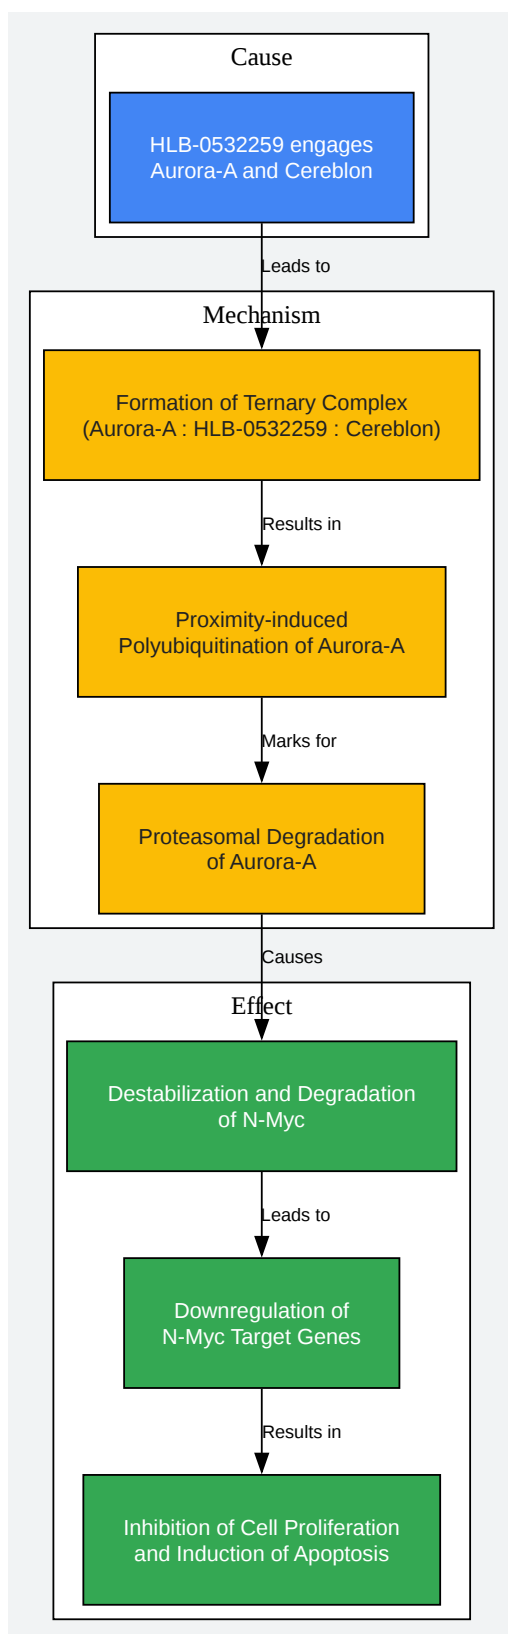 Cause
HLB-0532259 engages
Aurora-A and Cereblon
Leads to
Mechanism
Formation of Ternary Complex
(Aurora-A : HLB-0532259 : Cereblon)
Results in
Proximity-induced
Polyubiquitination of Aurora-A
Marks for
Proteasomal Degradation
of Aurora-A
Causes
Effect
Destabilization and Degradation
of N-Myc
Leads to
Downregulation of
N-Myc Target Genes
Results in
Inhibition of Cell Proliferation
and Induction of Apoptosis